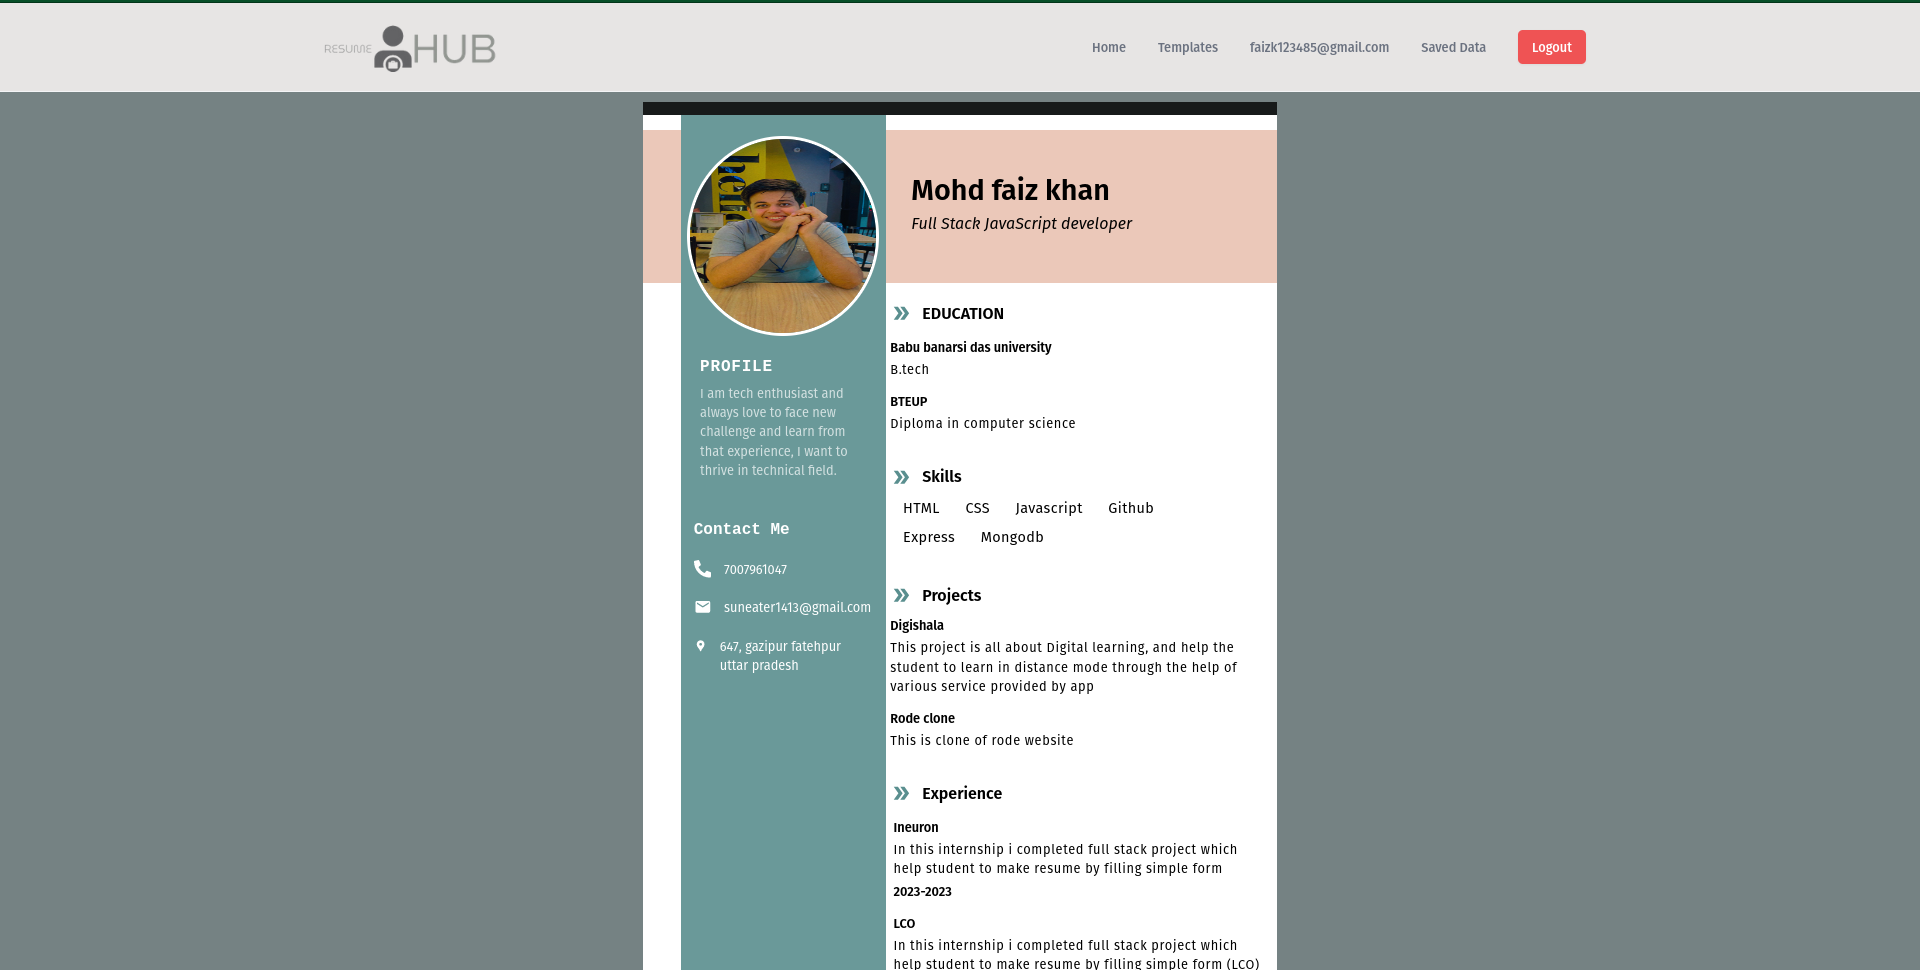 RESUME HUB
Home
Templates
faizk123485@gmail.com
Saved Data
Logout
Mohd faiz khan
Full Stack JavaScript developer
PROFILE
I am tech enthusiast and
always love to face new
challenge and learn from
that experience, I want to
thrive in technical field.
Contact Me
7007961047
suneater1413@gmail.com
647, gazipur fatehpur
uttar pradesh
EDUCATION
Babu banarsi das university
B.tech
BTEUP
Diploma in computer science
Skills
HTML CSS Javascript Github
Express Mongodb
Projects
Digishala
This project is all about Digital learning, and help the
student to learn in distance mode through the help of
various service provided by app
Rode clone
This is clone of rode website
Experience
Ineuron
In this internship i completed full stack project which
help student to make resume by filling simple form
2023-2023
LCO
In this internship i completed full stack project which
help student to make resume by filling simple form (LCO)